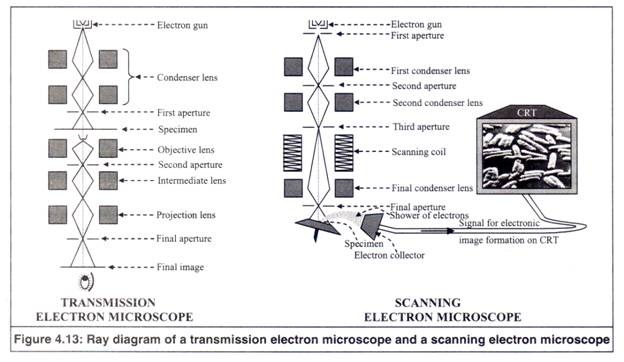 Electron gun
Condenser lens
First aperture
Specimen
Objective lens
Second aperture
Intermediate lens
Projection lens
Final aperture
Final image
TRANSMISSION
ELECTRON MICROSCOPE
Electron gun
First aperture
First condenser lens
Second aperture
Second condenser lens
Third aperture
Scanning coil
Final condenser lens
Final aperture
Shower of electrons
Specimen
Electron collector
CRT
Signal for electronic
image formation on CRT
SCANNING
ELECTRON MICROSCOPE
Figure 4.13: Ray diagram of a transmission electron microscope and a scanning electron microscope